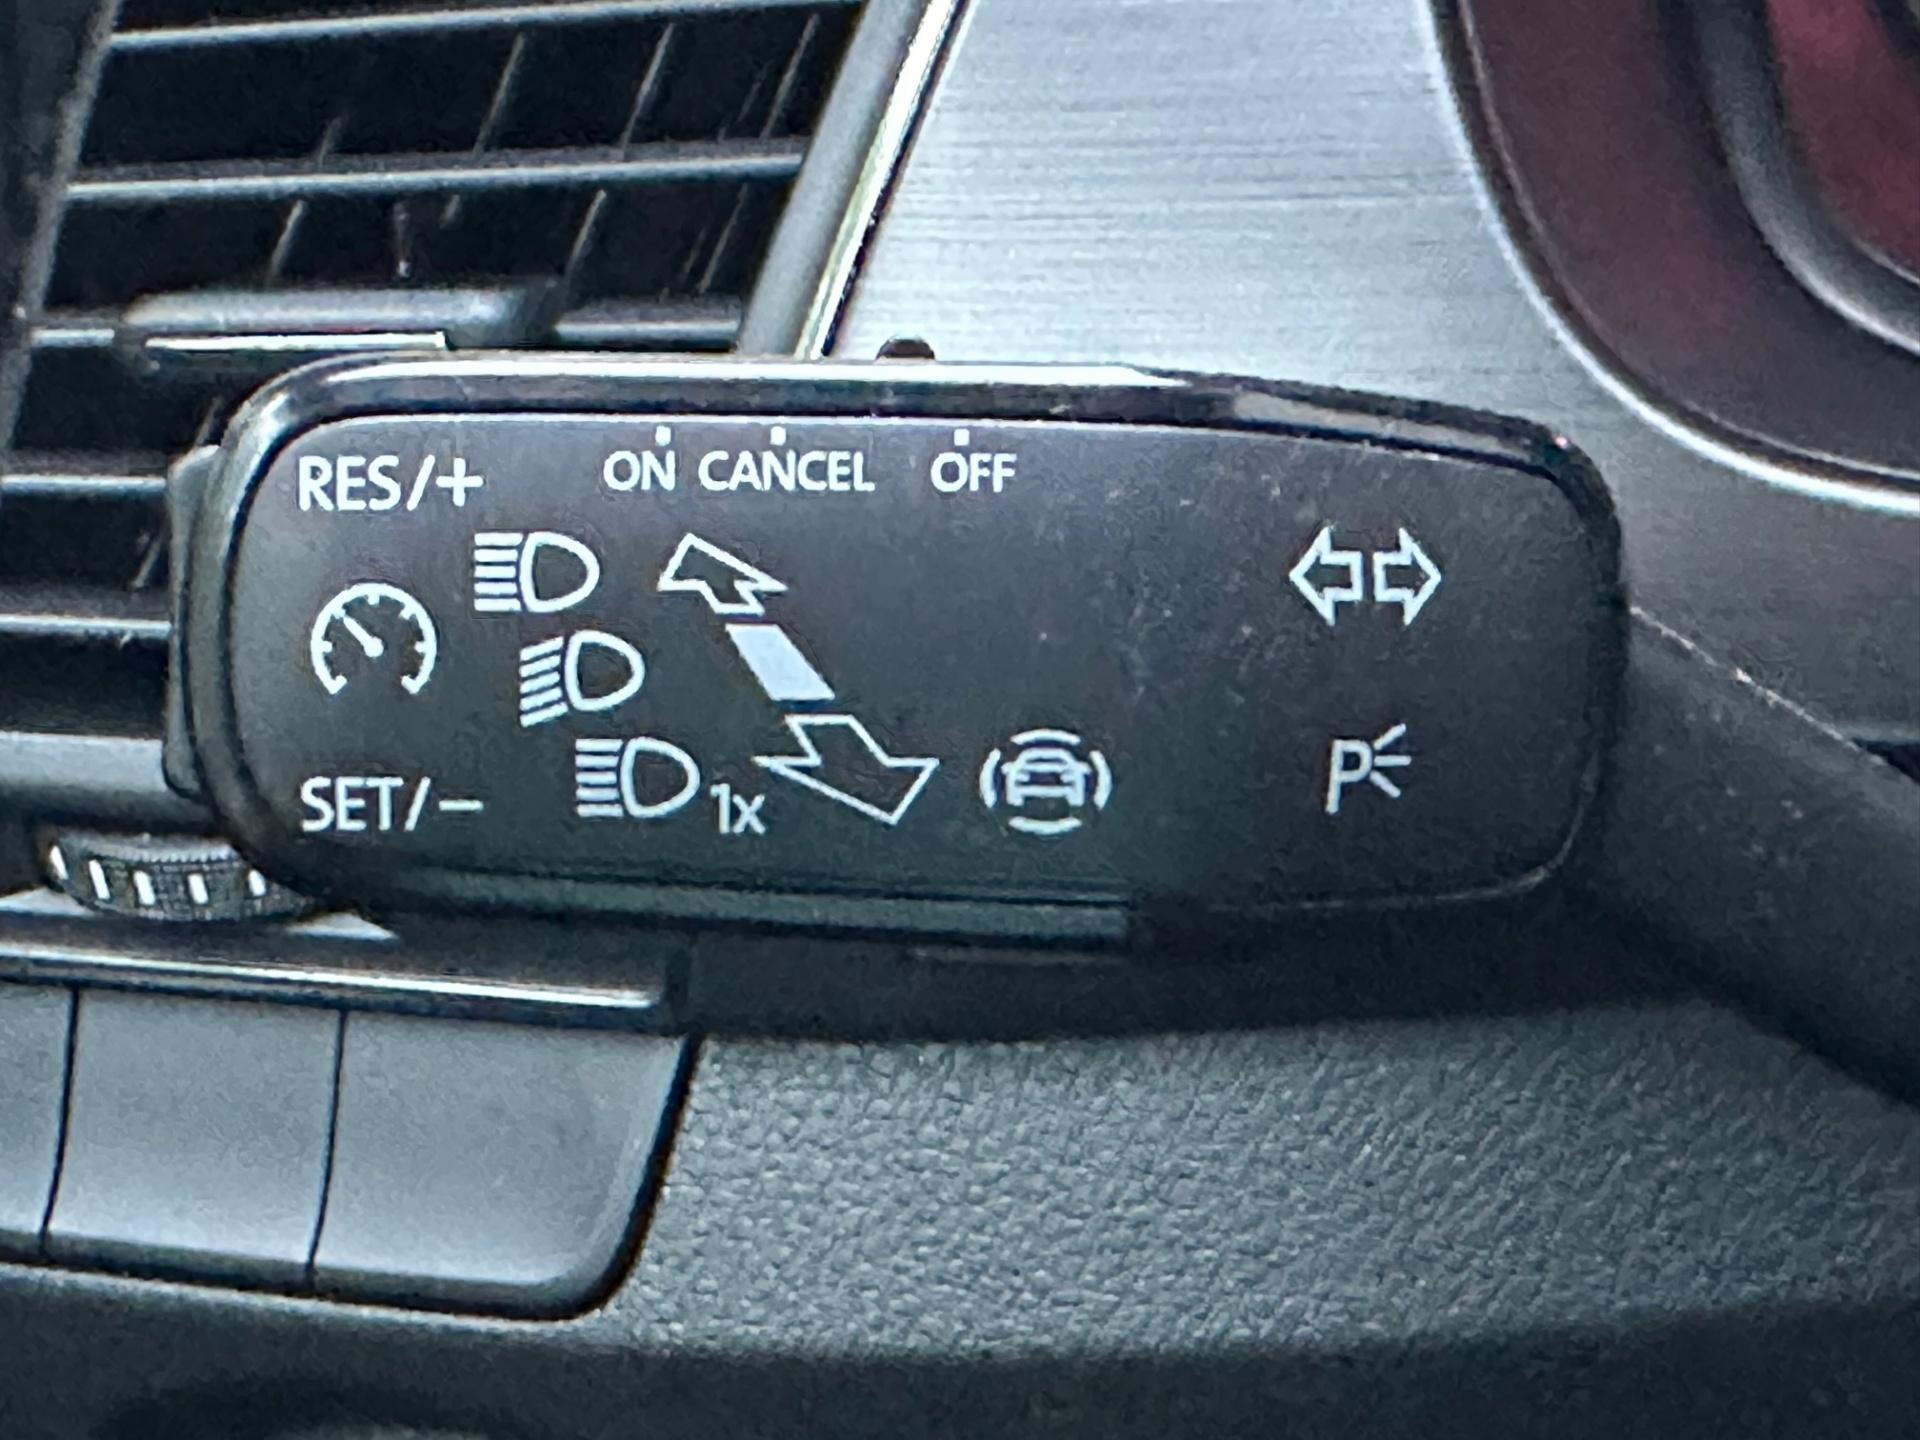 RES/+
ON CANCEL OFF
SET/−
1x
P